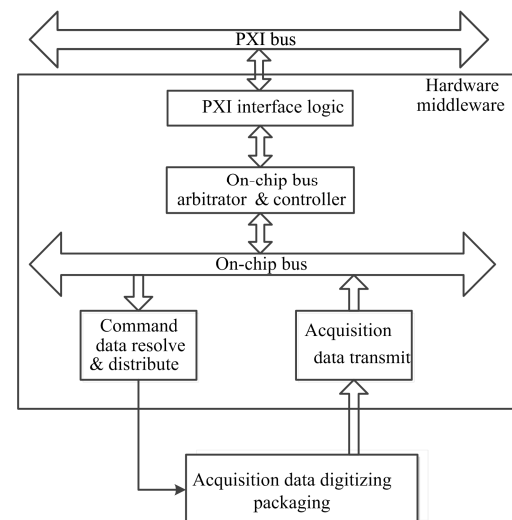 PXI bus
Hardware
middleware
PXI interface logic
On-chip bus
arbitrator & controller
On-chip bus
Command
data resolve
& distribute
Acquisition
data transmit
Acquisition data digitizing
packaging